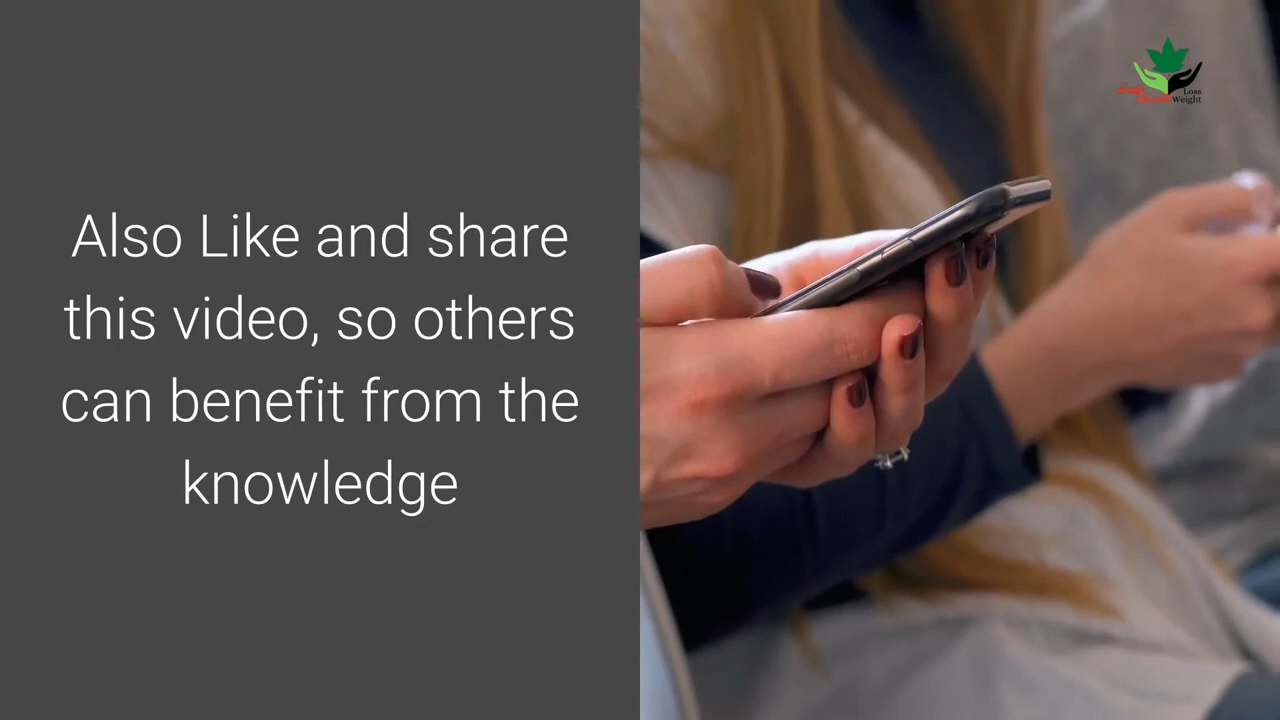 Also Like and share
this video, so others
can benefit from the
knowledge
Loss
Weight